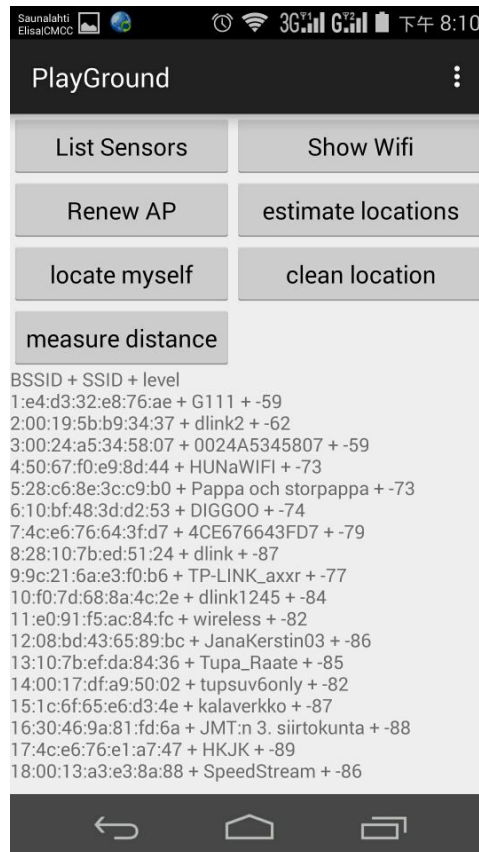 Saunalahti
Elisa|CMCC 3G G 下午 8:10
PlayGround
List Sensors Show Wifi
Renew AP estimate locations
locate myself clean location
measure distance
BSSID + SSID + level
1:e4:d3:32:e8:76:ae + G111 + -59
2:00:19:5b:b9:34:37 + dlink2 + -62
3:00:24:a5:34:58:07 + 0024A5345807 + -59
4:50:67:f0:e9:8d:44 + HUNaWIFI + -73
5:28:c6:8e:3c:c9:b0 + Pappa och storpappa + -73
6:10:bf:48:3d:d2:53 + DIGGOO + -74
7:4c:e6:76:64:3f:d7 + 4CE676643FD7 + -79
8:28:10:7b:ed:51:24 + dlink + -87
9:9c:21:6a:e3:f0:b6 + TP-LINK_axxr + -77
10:f0:7d:68:8a:4c:2e + dlink1245 + -84
11:e0:91:f5:ac:84:fc + wireless + -82
12:08:bd:43:65:89:bc + JanaKerstin03 + -86
13:10:7b:ef:da:84:36 + Tupa_Raate + -85
14:00:17:df:a9:50:02 + tupsuv6only + -82
15:1c:6f:65:e6:d3:4e + kalaverkko + -87
16:30:46:9a:81:fd:6a + JMT:n 3. siirtokunta + -88
17:4c:e6:76:e1:a7:47 + HKJK + -89
18:00:13:a3:e3:8a:88 + SpeedStream + -86